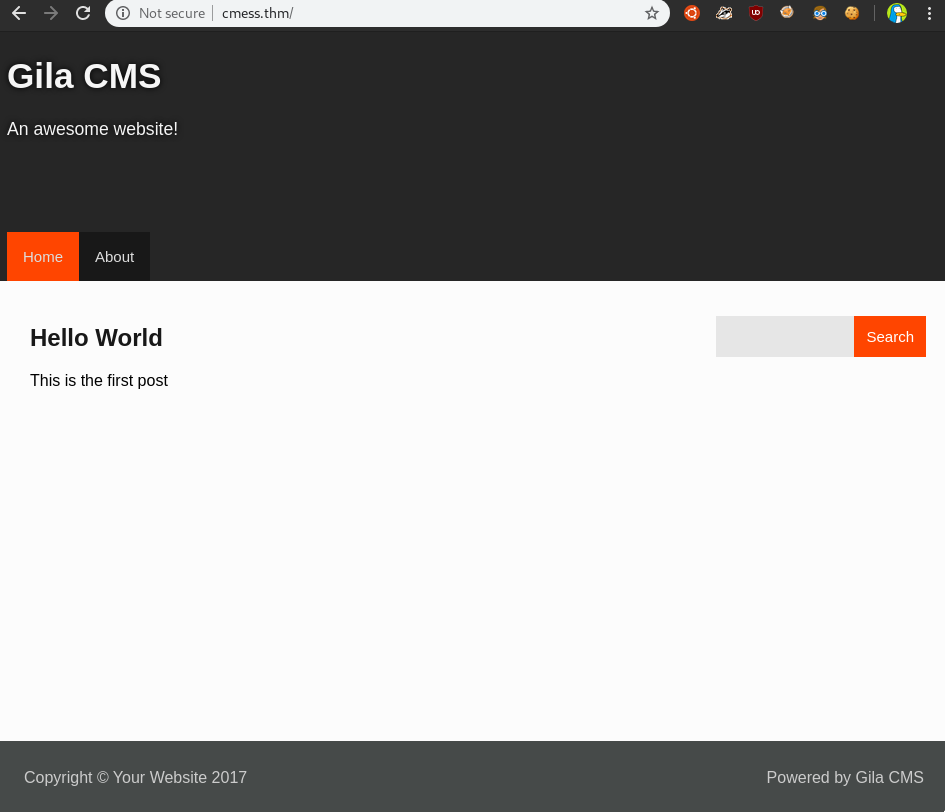 Not secure cmess.thm/
Gila CMS
An awesome website!
Home About
Hello World
Search
This is the first post
Copyright © Your Website 2017
Powered by Gila CMS